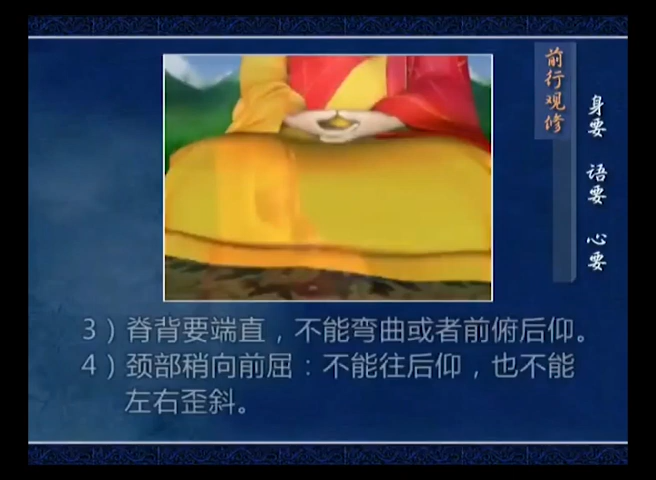 前行观修
身要 语要 心要
3）脊背要端直，不能弯曲或者前俯后仰。
4）颈部稍向前屈：不能往后仰，也不能
左右歪斜。